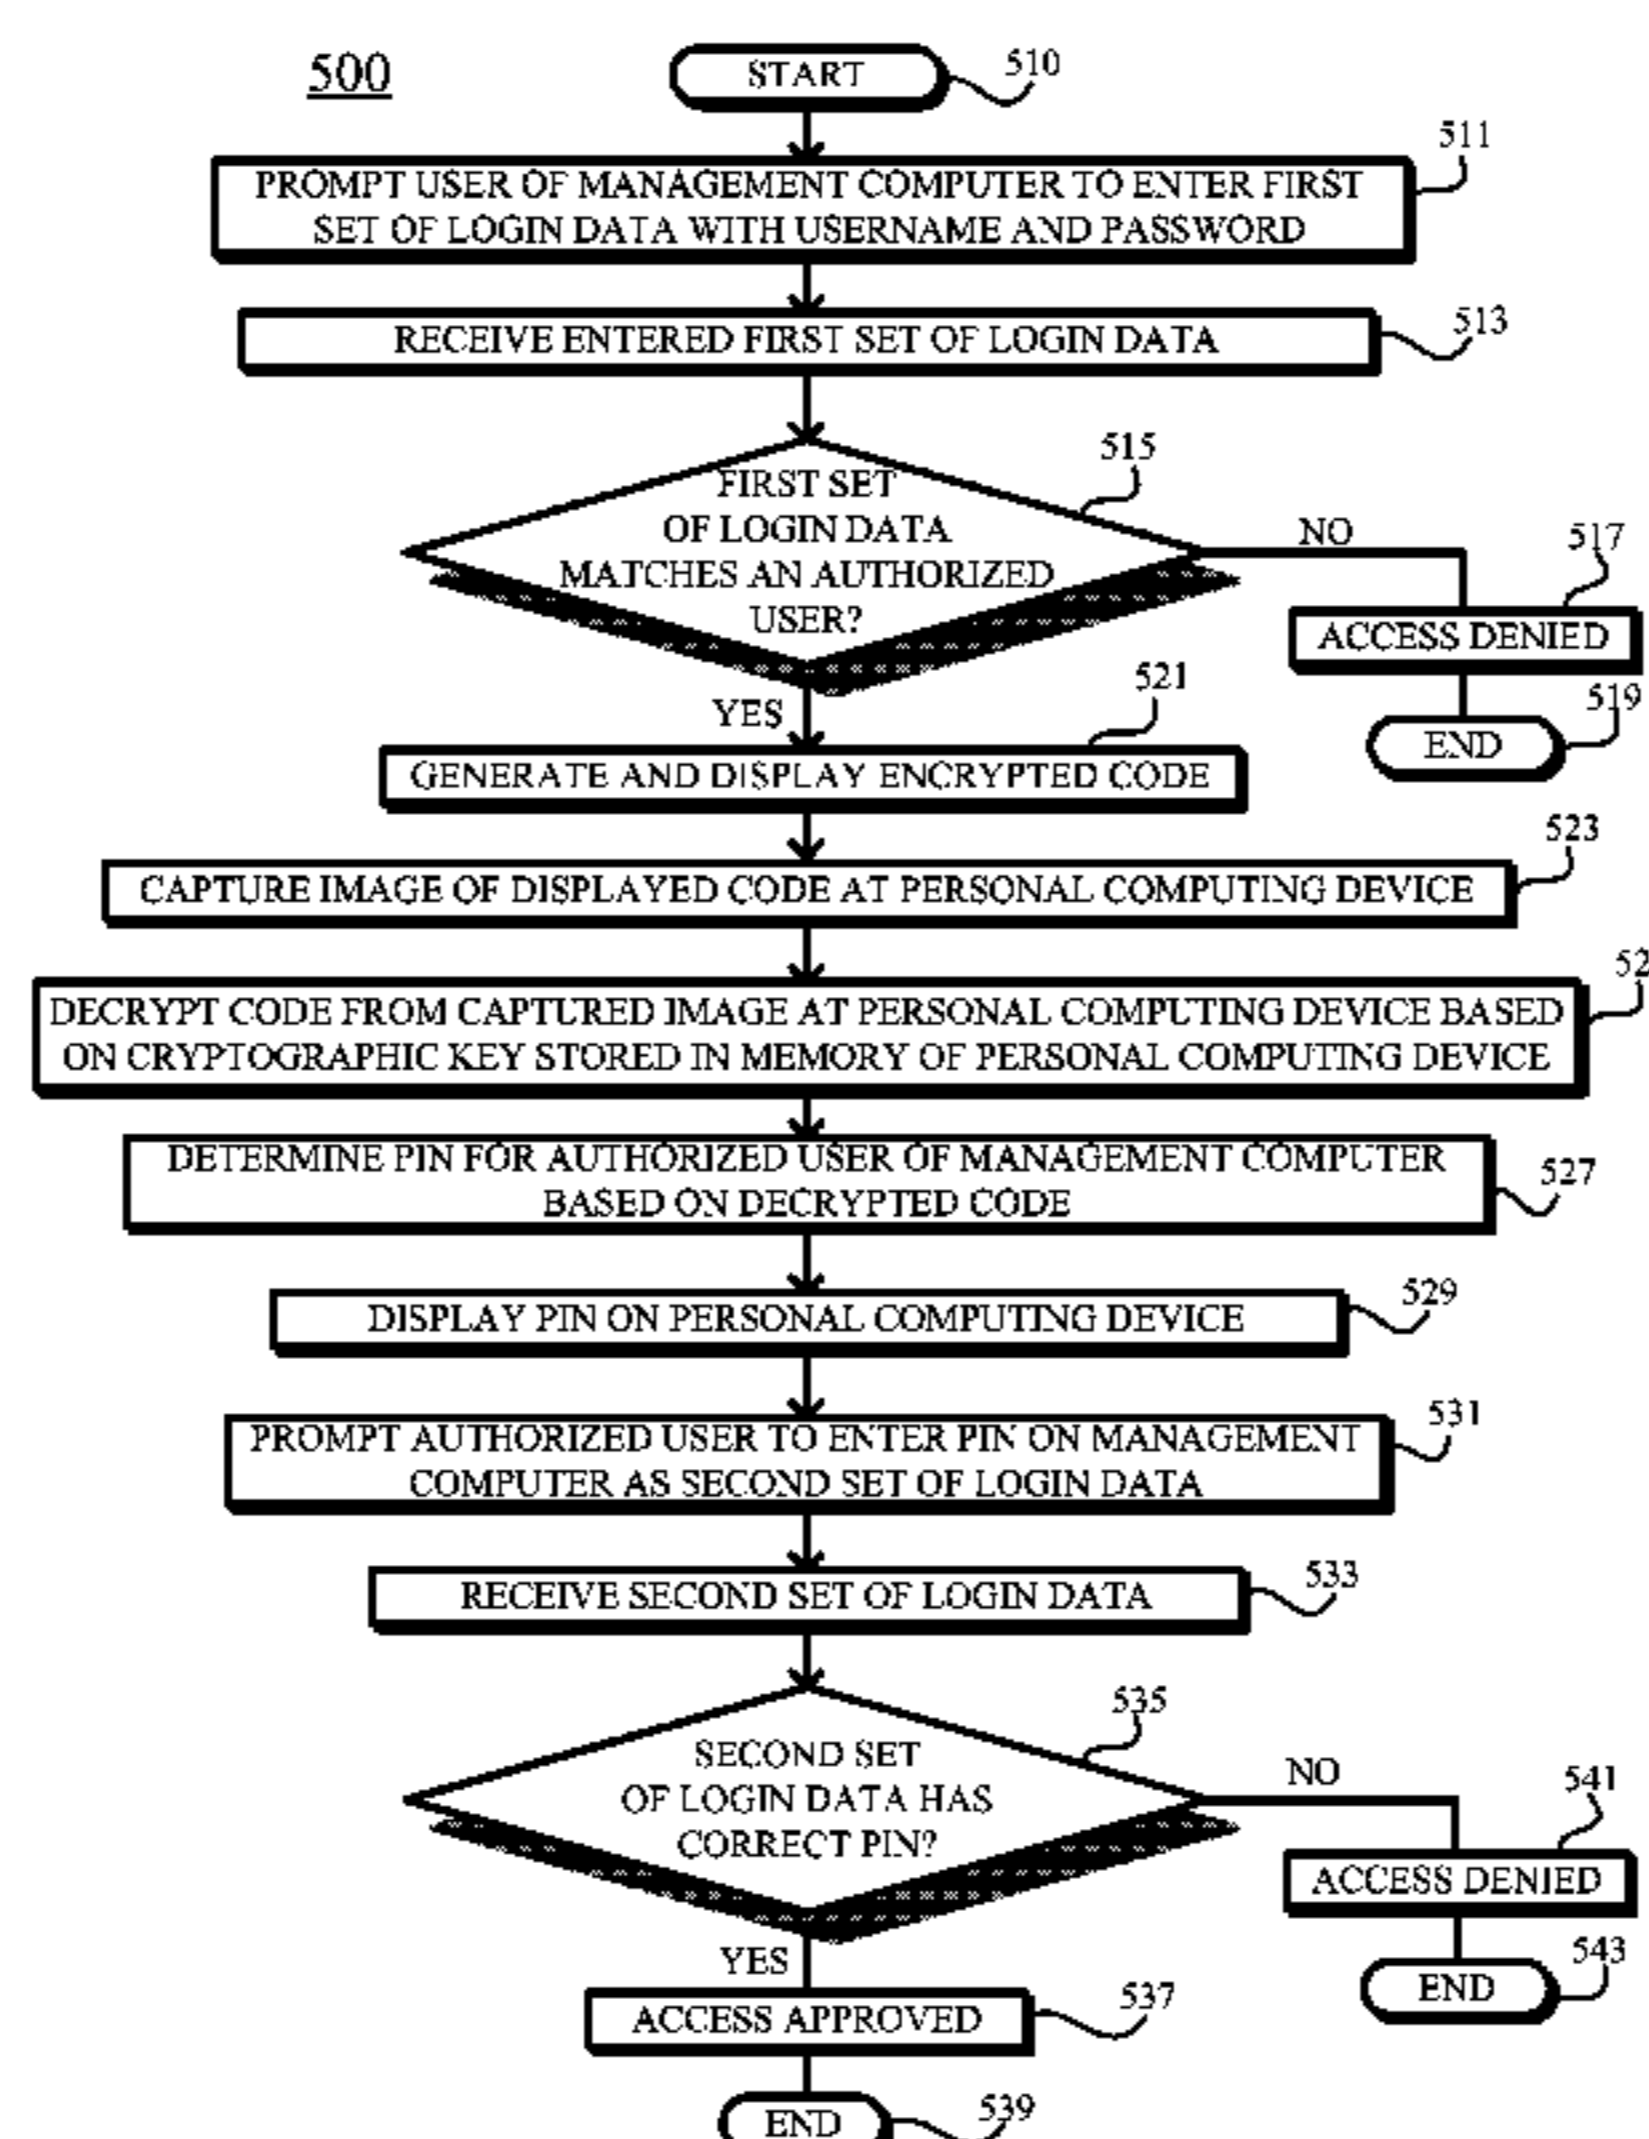 500
START
510
511
PROMPT USER OF MANAGEMENT COMPUTER TO ENTER FIRST
SET OF LOGIN DATA WITH USERNAME AND PASSWORD
513
RECEIVE ENTERED FIRST SET OF LOGIN DATA
515
FIRST SET
OF LOGIN DATA
MATCHES AN AUTHORIZED
USER?
NO
517
ACCESS DENIED
519
END
YES
521
GENERATE AND DISPLAY ENCRYPTED CODE
523
CAPTURE IMAGE OF DISPLAYED CODE AT PERSONAL COMPUTING DEVICE
52
DECRYPT CODE FROM CAPTURED IMAGE AT PERSONAL COMPUTING DEVICE BASED
ON CRYPTOGRAPHIC KEY STORED IN MEMORY OF PERSONAL COMPUTING DEVICE
DETERMINE PIN FOR AUTHORIZED USER OF MANAGEMENT COMPUTER
BASED ON DECRYPTED CODE
527
529
DISPLAY PIN ON PERSONAL COMPUTING DEVICE
531
PROMPT AUTHORIZED USER TO ENTER PIN ON MANAGEMENT
COMPUTER AS SECOND SET OF LOGIN DATA
533
RECEIVE SECOND SET OF LOGIN DATA
535
SECOND SET
OF LOGIN DATA HAS
CORRECT PIN?
NO
541
ACCESS DENIED
543
END
YES
537
ACCESS APPROVED
539
END